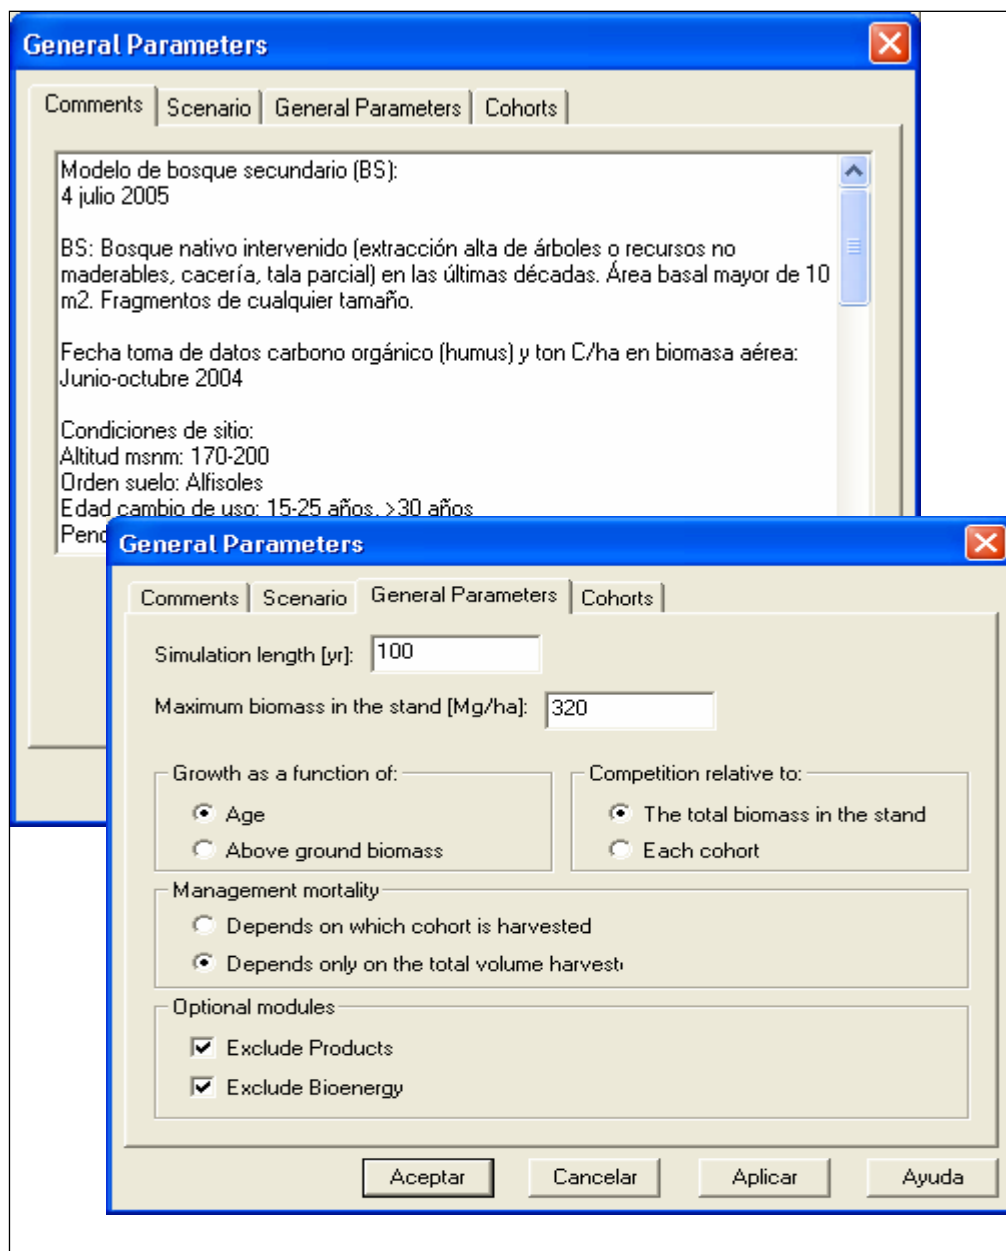 General Parameters
Comments Scenario General Parameters Cohorts
Modelo de bosque secundario (BS):
4 julio 2005
BS: Bosque nativo intervenido (extracción alta de árboles o recursos no
maderables, cacería, tala parcial) en las últimas décadas. Área basal mayor de 10
m2. Fragmentos de cualquier tamaño.
Fecha toma de datos carbono orgánico (humus) y ton C/ha en biomasa aérea:
Junio-octubre 2004
Condiciones de sitio:
Altitud msnm: 170-200
Orden suelo: Alfisoles
Edad cambio de uso: 15-25 años, >30 años
General Parameters
Comments Scenario General Parameters Cohorts
Simulation length [yr]: 100
Maximum biomass in the stand [Mg/ha]: 320
Growth as a function of:
Age
Above ground biomass
Competition relative to:
The total biomass in the stand
Each cohort
Management mortality
Depends on which cohort is harvested
Depends only on the total volume harvest
Optional modules
Exclude Products
Exclude Bioenergy
Aceptar Cancelar Aplicar Ayuda